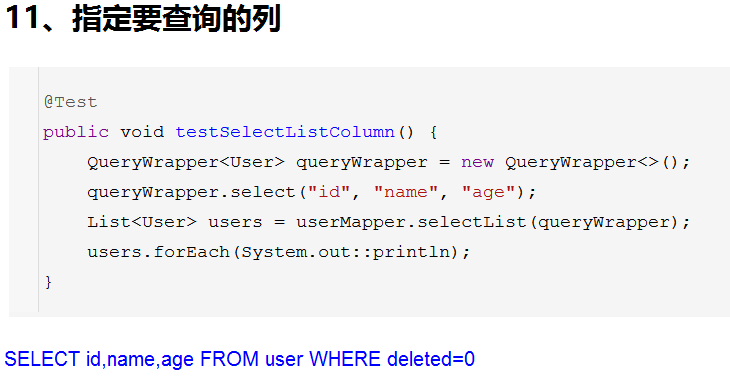 11、指定要查询的列
@Test
public void testSelectListColumn() {
    QueryWrapper<User> queryWrapper = new QueryWrapper<>();
    queryWrapper.select("id", "name", "age");
    List<User> users = userMapper.selectList(queryWrapper);
    users.forEach(System.out::println);
}
SELECT id,name,age FROM user WHERE deleted=0